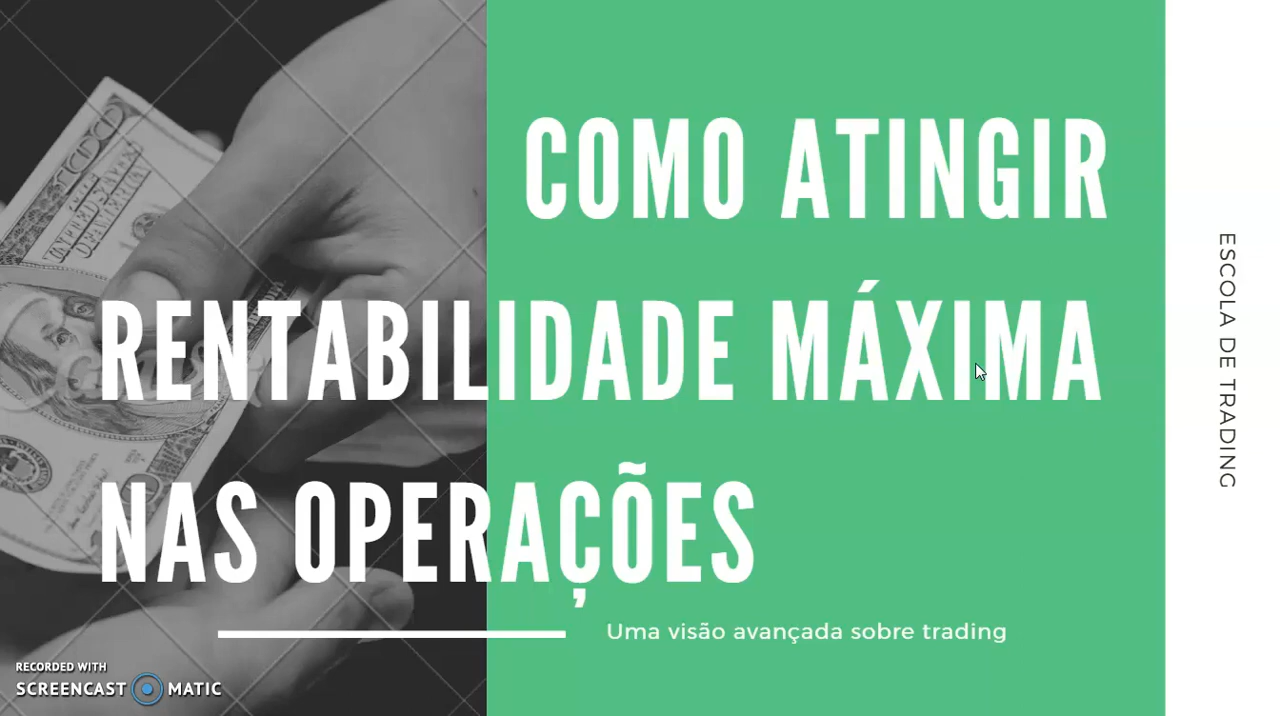 COMO ATINGIR
RENTABILIDADE MÁXIMA
NAS OPERAÇÕES
Uma visão avançada sobre trading
ESCOLA DE TRADING
RECORDED WITH
SCREENCAST MATIC